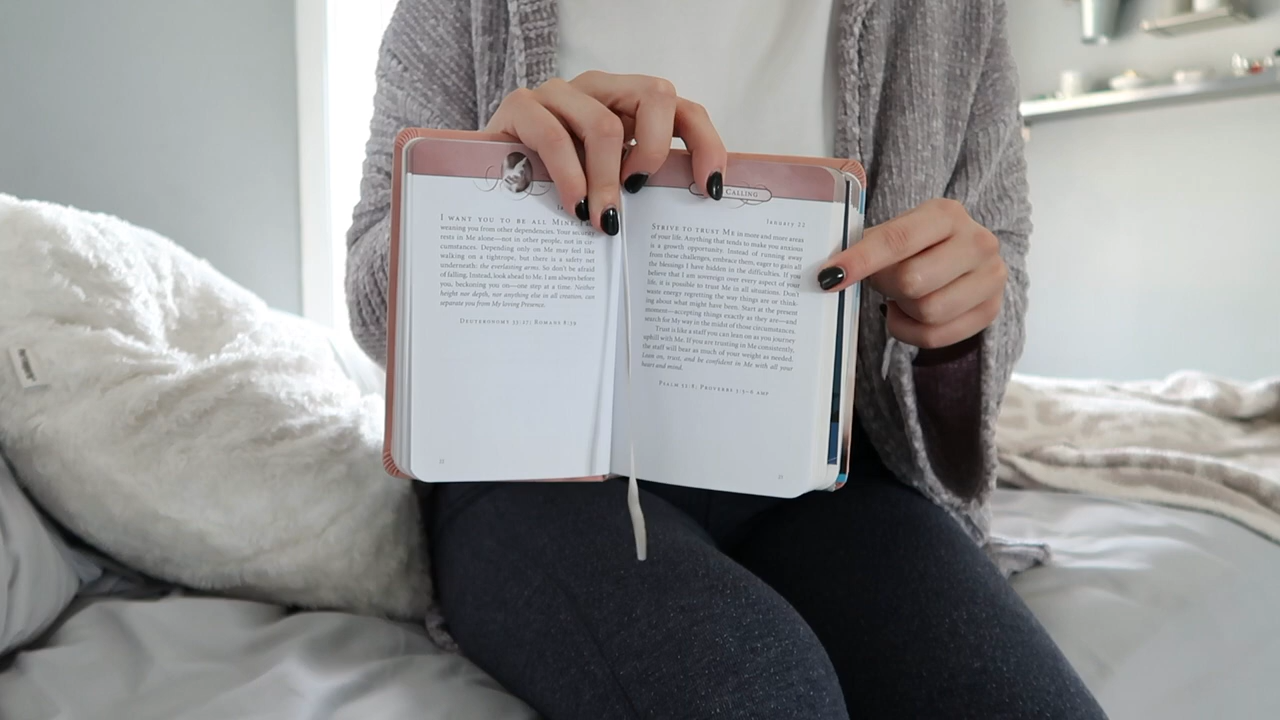 I WANT YOU TO BE ALL MINE,
weaning you from other dependencies. Your security
rests in Me alone—not in other people, not in cir-
cumstances. Depending only on Me may feel like
walking on a tightrope, but there is a safety net
underneath: the everlasting arms. So don't be afraid
of falling. Instead, look ahead to Me. I am always before
you, beckoning you on—one step at a time. Neither
height nor depth, nor anything else in all creation, can
separate you from My loving Presence.
DEUTERONOMY 33:27; ROMANS 8:39
22
CALLING
January 22
STRIVE TO TRUST ME in more and more areas
of your life. Anything that tends to make you anxious
is a growth opportunity. Instead of running away
from these challenges, embrace them, eager to gain all
the blessings I have hidden in the difficulties. If you
believe that I am sovereign over every aspect of your
life, it is possible to trust Me in all situations. Don't
waste energy regretting the way things are or think-
ing about what might have been. Start at the present
moment—accepting things exactly as they are—and
search for My way in the midst of those circumstances.
Trust is like a staff you can lean on as you journey
uphill with Me. If you are trusting in Me consistently,
the staff will bear as much of your weight as needed.
Lean on, trust, and be confident in Me with all your
heart and mind.
PSALM 52:8; PROVERBS 3:5–6 AMP